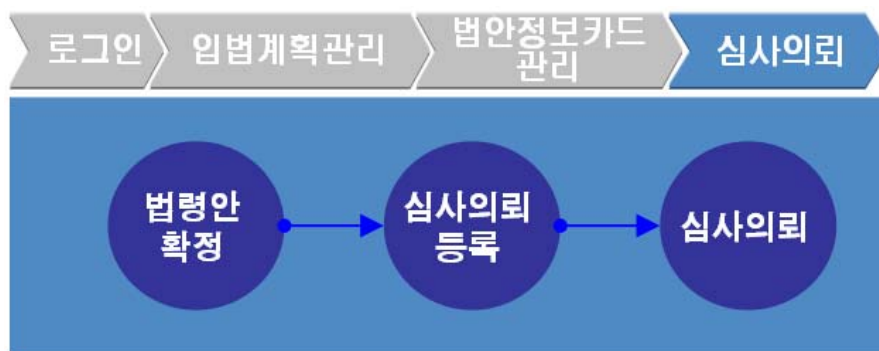 로그인
입법계획관리
법안정보카드
관리
심사의뢰
법령안
확정
심사의뢰
등록
심사의뢰